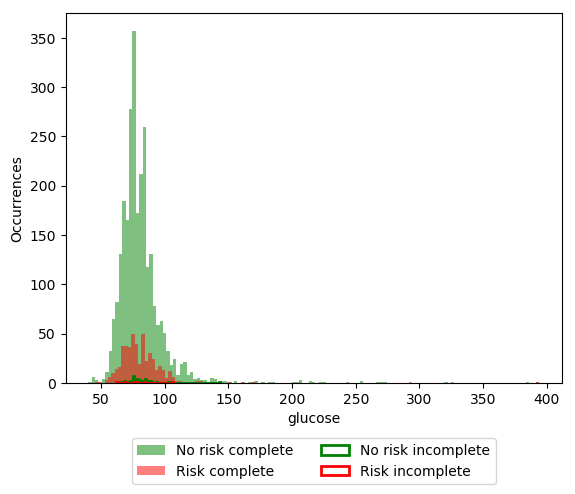 350
300
250
200
150
100
50
0
Occurrences
50 100 150 200 250 300 350 400
glucose
No risk complete No risk incomplete
Risk complete Risk incomplete